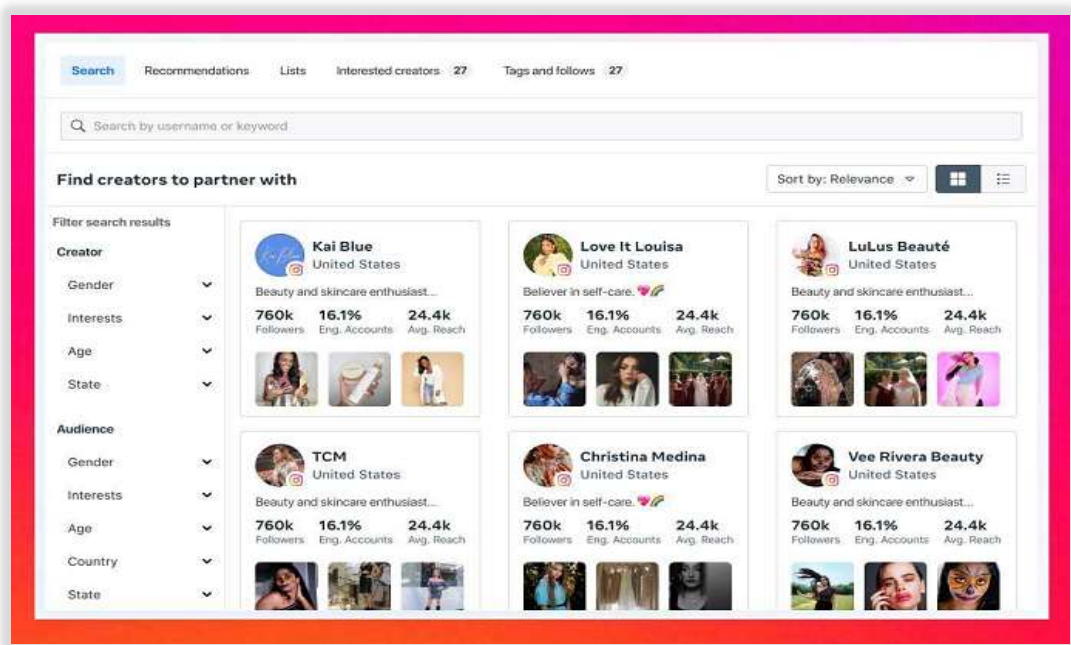 Search Recommendations Lists Interested creators 27 Tags and follows 27
Search by username or keyword
Find creators to partner with
Sort by: Relevance
Filter search results
Creator
Gender
Interests
Age
State
Audience
Gender
Interests
Age
Country
State
Kai Blue
United States
Beauty and skincare enthusiast...
760k 16.1% 24.4k
Followers Eng. Accounts Avg. Reach
Love It Louisa
United States
Believer in self-care. 💖🌈
760k 16.1% 24.4k
Followers Eng. Accounts Avg. Reach
LuLus Beauté
United States
Beauty and skincare enthusiast...
760k 16.1% 24.4k
Followers Eng. Accounts Avg. Reach
TCM
United States
Beauty and skincare enthusiast...
760k 16.1% 24.4k
Followers Eng. Accounts Avg. Reach
Christina Medina
United States
Believer in self-care. 💖🌈
760k 16.1% 24.4k
Followers Eng. Accounts Avg. Reach
Vee Rivera Beauty
United States
Beauty and skincare enthusiast...
760k 16.1% 24.4k
Followers Eng. Accounts Avg. Reach